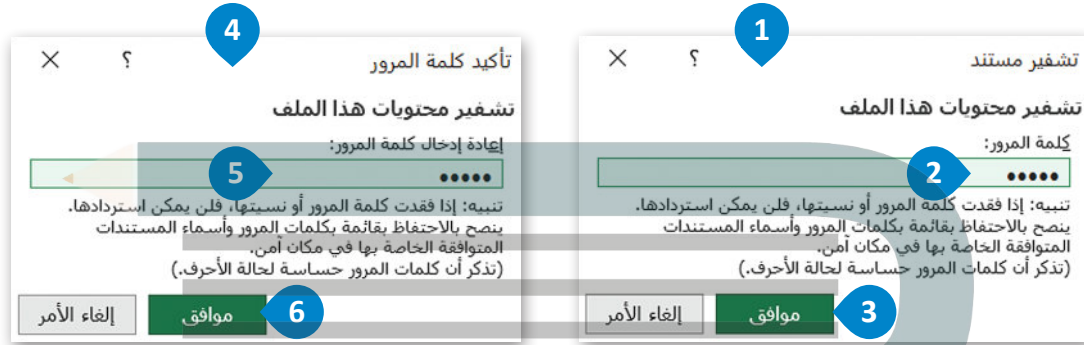 1
تشفير مستند ؟ ×
تشفير محتويات هذا الملف
كلمة المرور:
2 •••••
تنبيه: إذا فقدت كلمة المرور أو نسيتها، فلن يمكن استردادها.
ينصح بالاحتفاظ بقائمة بكلمات المرور وأسماء المستندات
المتوافقة الخاصة بها في مكان آمن.
(تذكر أن كلمات المرور حساسة لحالة الأحرف.)
3 موافق إلغاء الأمر
4
تأكيد كلمة المرور ؟ ×
تشفير محتويات هذا الملف
إعادة إدخال كلمة المرور:
••••• 5
تنبيه: إذا فقدت كلمة المرور أو نسيتها، فلن يمكن استردادها.
ينصح بالاحتفاظ بقائمة بكلمات المرور وأسماء المستندات
المتوافقة الخاصة بها في مكان آمن.
(تذكر أن كلمات المرور حساسة لحالة الأحرف.)
6 موافق إلغاء الأمر